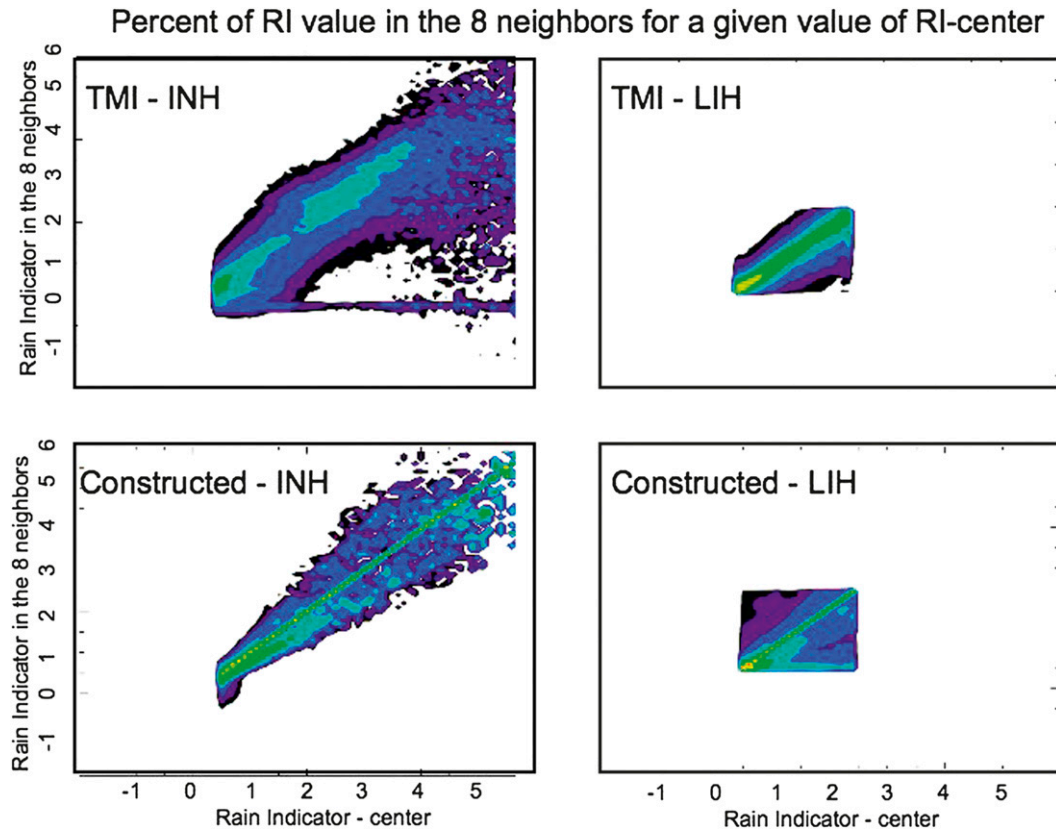 Percent of RI value in the 8 neighbors for a given value of RI-center
TMI - INH
TMI - LIH
Rain Indicator in the 8 neighbors
-1 0 1 2 3 4 5 6
Constructed - INH
Constructed - LIH
Rain Indicator in the 8 neighbors
-1 0 1 2 3 4 5 6
-1 0 1 2 3 4 5
-1 0 1 2 3 4 5
Rain Indicator - center
Rain Indicator - center